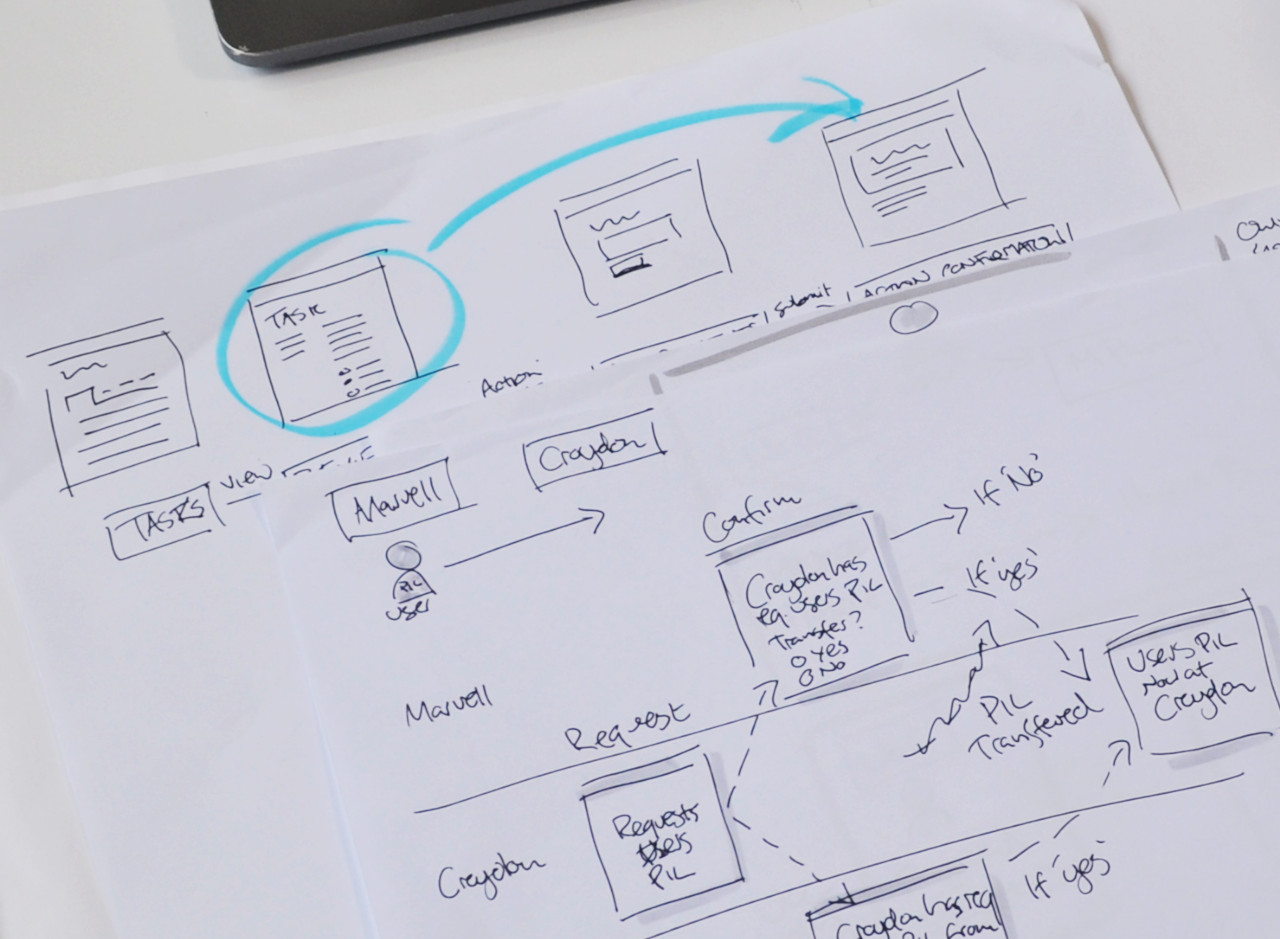 TASK
TASKS
VIEW
Action
Submit
ACTION CONFIRMATION
Marvell
Croydon
PIL
user
Confirm
Croydon has
req. users PIL
Transfer?
O Yes
O No
If 'No'
If 'yes'
Marvell
Request
PIL
Transferred
Users PIL
Now at
Croydon
Croydon
Requests
Users
PIL
If 'yes'
Croydon has req
PIL from